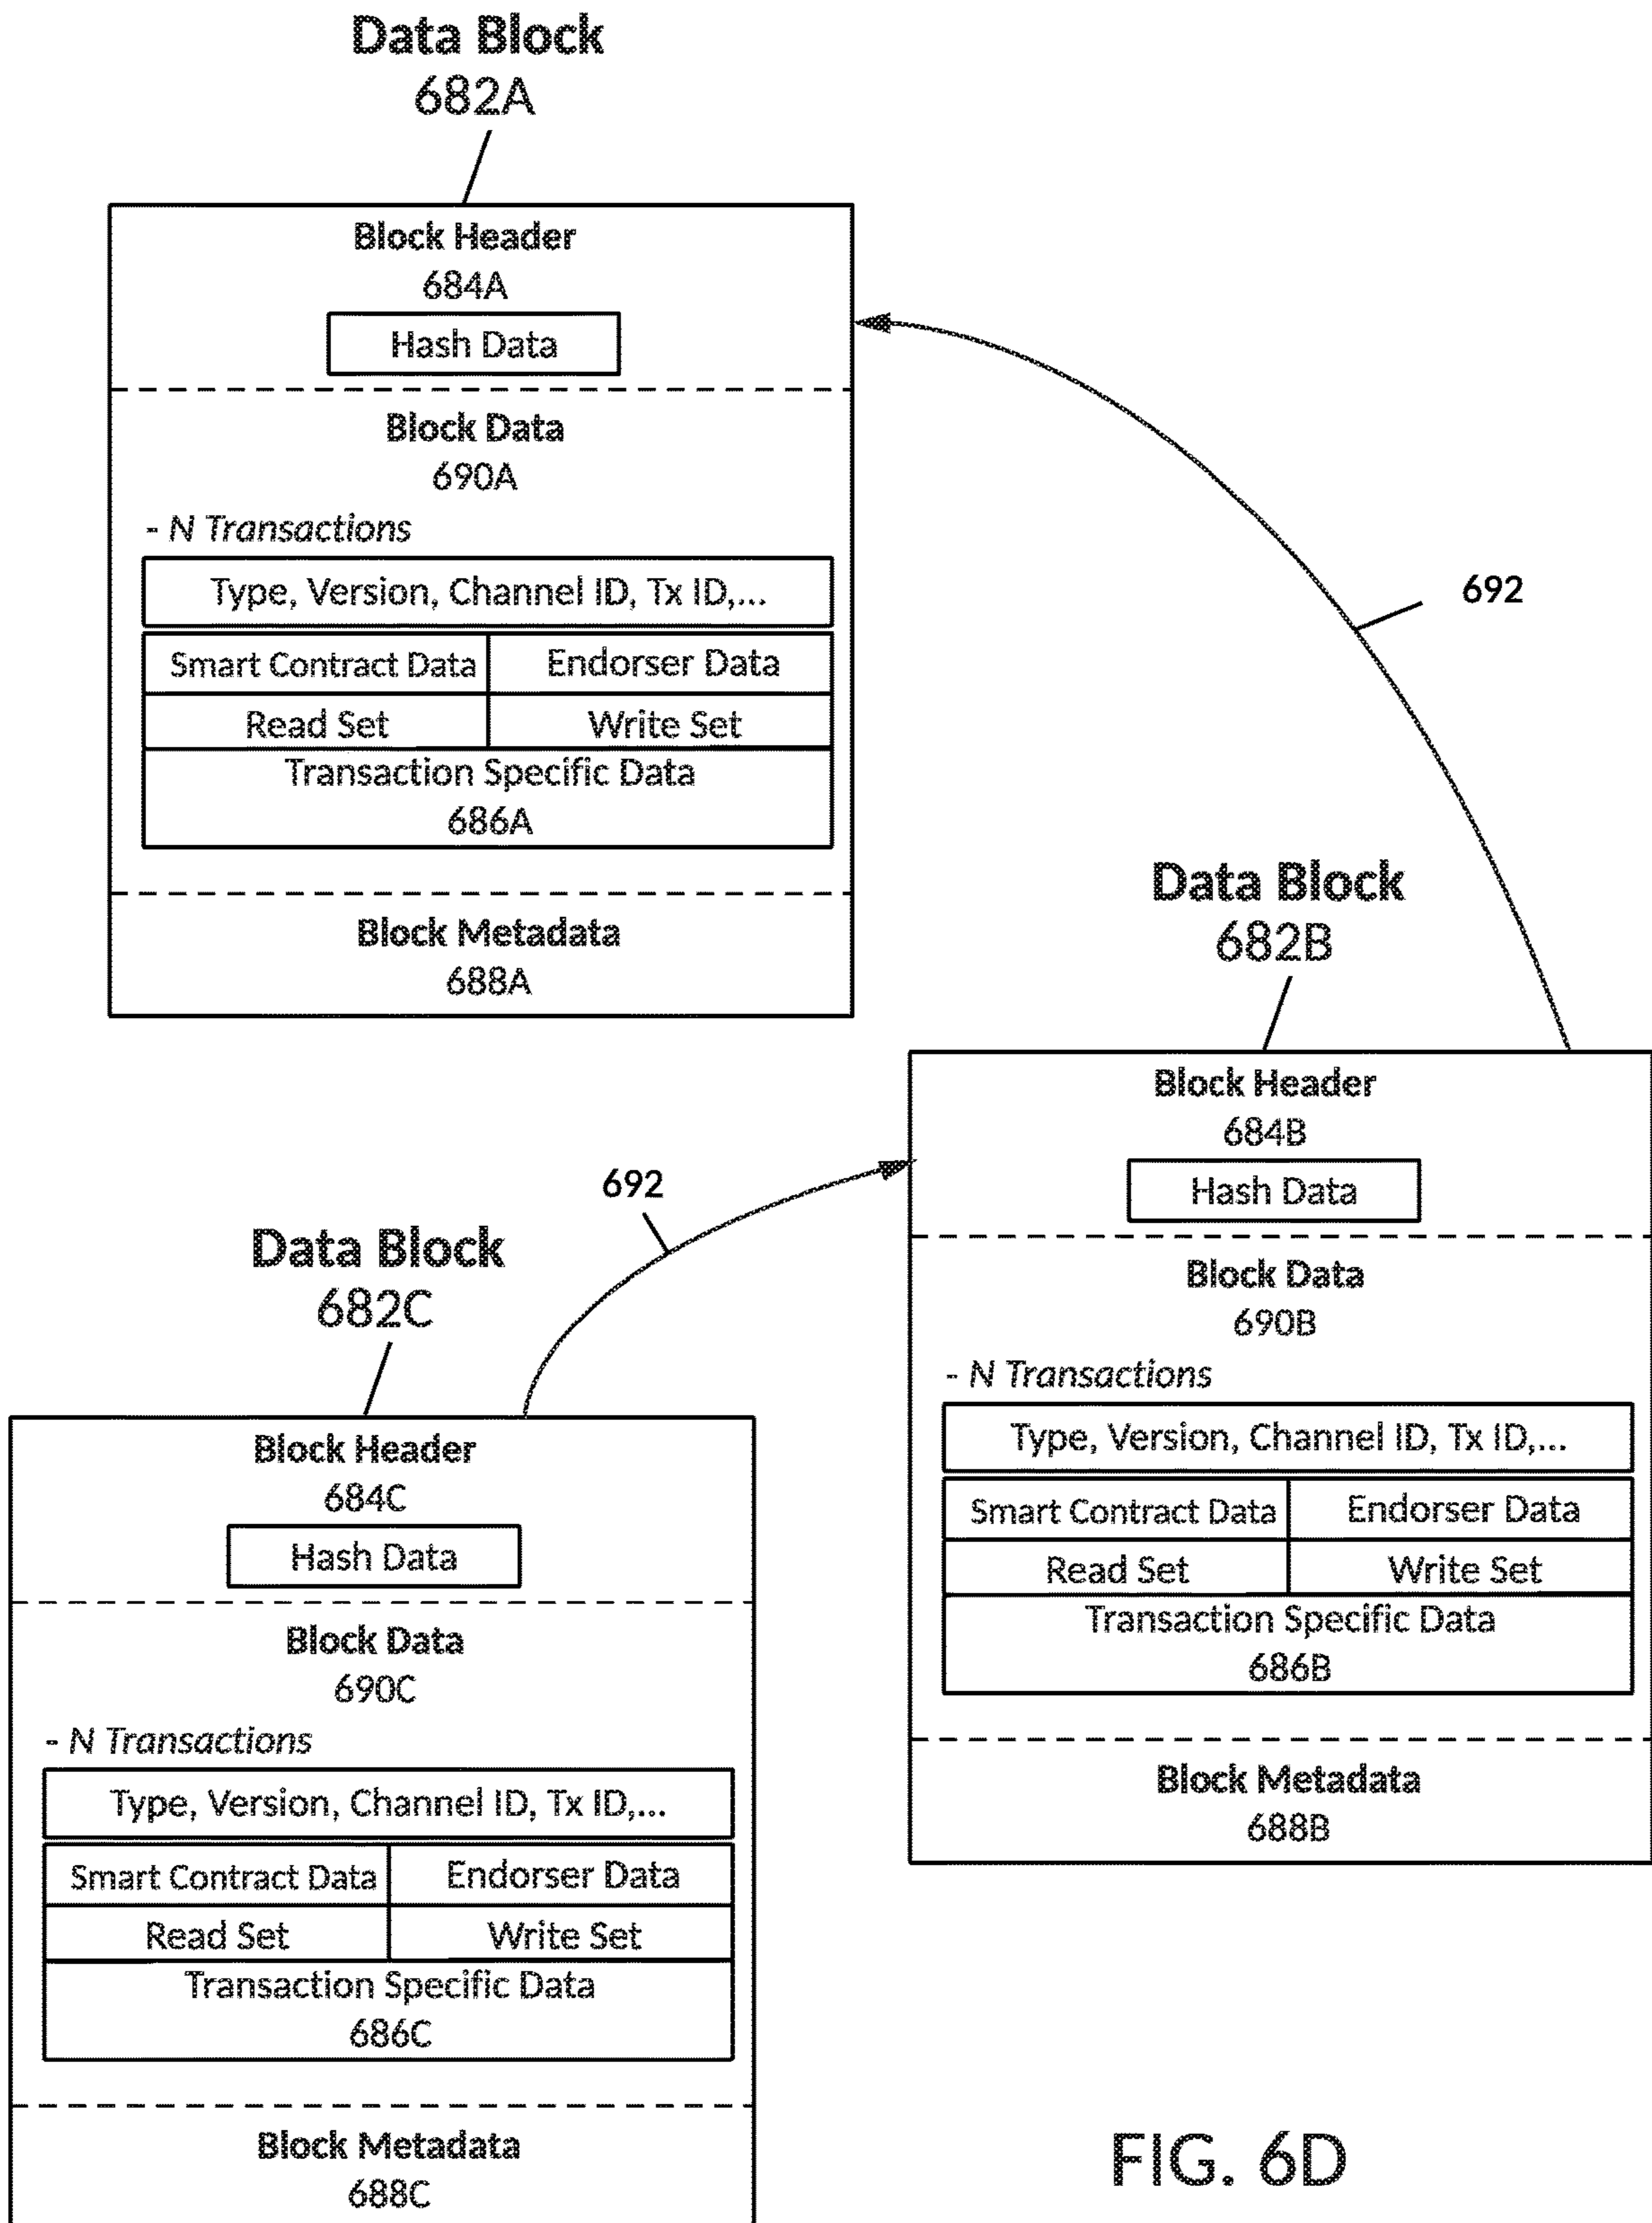 Data Block
682A
Block Header
684A
Hash Data
Block Data
690A
- N Transactions
Type, Version, Channel ID, Tx ID,...
Smart Contract Data
Endorser Data
Read Set
Write Set
Transaction Specific Data
686A
Block Metadata
688A
692
Data Block
682B
Block Header
684B
Hash Data
Block Data
690B
- N Transactions
Type, Version, Channel ID, Tx ID,...
Smart Contract Data
Endorser Data
Read Set
Write Set
Transaction Specific Data
686B
Block Metadata
688B
692
Data Block
682C
Block Header
684C
Hash Data
Block Data
690C
- N Transactions
Type, Version, Channel ID, Tx ID,...
Smart Contract Data
Endorser Data
Read Set
Write Set
Transaction Specific Data
686C
Block Metadata
688C
FIG. 6D